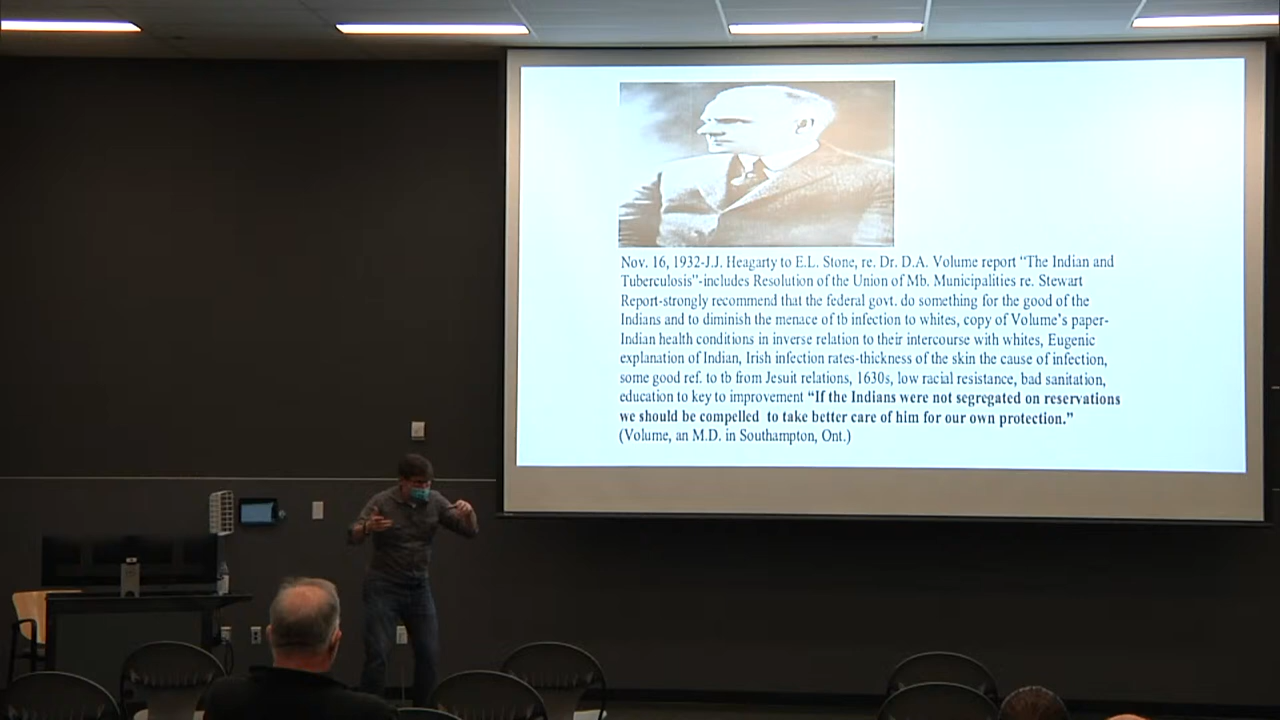 Nov. 16, 1932-J.J. Heagarty to E.L. Stone, re. Dr. D.A. Volume report "The Indian and
Tuberculosis"-includes Resolution of the Union of Mb. Municipalities re. Stewart
Report-strongly recommend that the federal govt. do something for the good of the
Indians and to diminish the menace of tb infection to whites, copy of Volume's paper-
Indian health conditions in inverse relation to their intercourse with whites, Eugenic
explanation of Indian, Irish infection rates-thickness of the skin the cause of infection,
some good ref. to tb from Jesuit relations, 1630s, low racial resistance, bad sanitation,
education to key to improvement "If the Indians were not segregated on reservations
we should be compelled to take better care of him for our own protection."
(Volume, an M.D. in Southampton, Ont.)